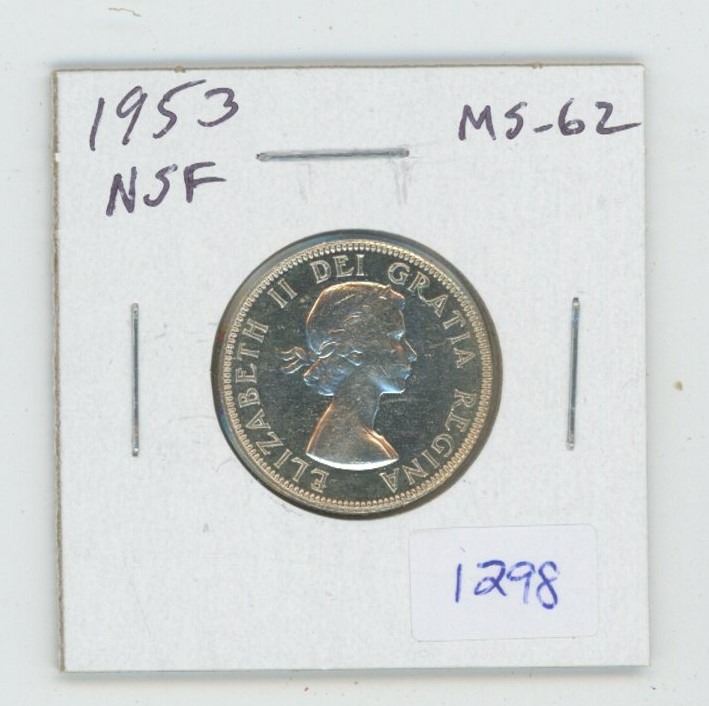 1953
MS-62
NSF
ELIZABETH II DEI GRATIA REGINA
1298